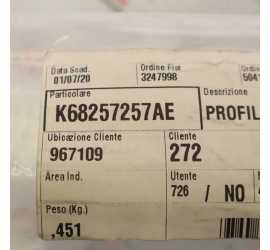 Data Scad. Ordine Fiat
01/07/20 3247998 5041
Particolare Descrizione
K68257257AE PROFIL
Ubicazione Cliente Cliente
967109 272
Area Ind. Utente
726 / NO
Peso (Kg.)
,451